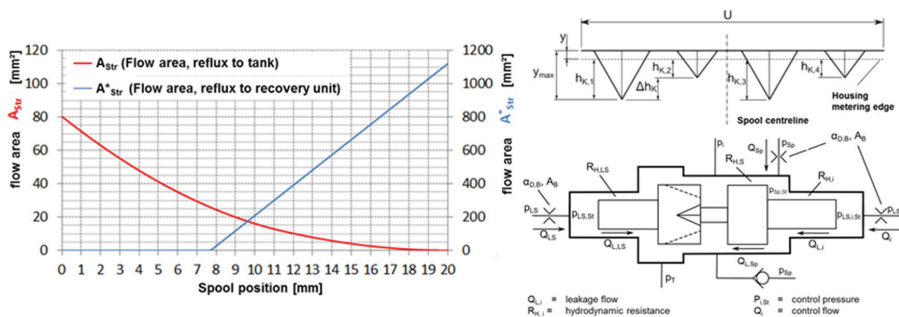 A_Str (Flow area, reflux to tank)
A*_Str (Flow area, reflux to recovery unit)
flow area A_Str [mm²]
120
100
80
60
40
20
0
1200
1000
800
600
400
200
0
flow area A*_Str [mm²]
0 1 2 3 4 5 6 7 8 9 10 11 12 13 14 15 16 17 18 19 20
Spool position [mm]
U
y
y_max
h_K,1
h_K,2
Δh_K
h_K,3
h_K,4
Housing
metering edge
Spool centreline
α_D,B, A_B
p_LS
Q_LS
p_LS,St
R_H,LS
Q_L,LS
p_T
p_i
Q_Sp
p_Sp
R_H,S
p_Sp,St
R_H,i
α_D,B, A_B
p_LS,i,St
p_LS
Q_i
Q_L,i
Q_L,Sp
p_Sp
Q_L,i = leakage flow
R_H,i = hydrodynamic resistance
P_i,St = control pressure
Q_i = control flow